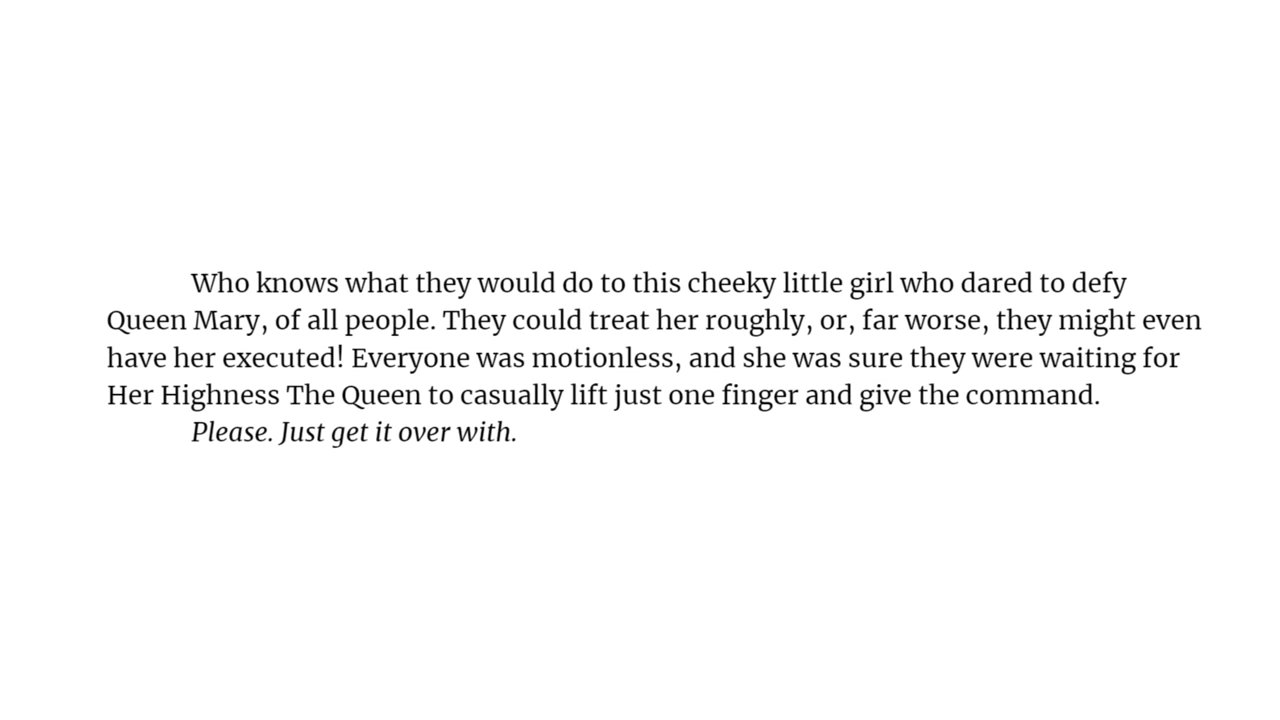 Who knows what they would do to this cheeky little girl who dared to defy
Queen Mary, of all people. They could treat her roughly, or, far worse, they might even
have her executed! Everyone was motionless, and she was sure they were waiting for
Her Highness The Queen to casually lift just one finger and give the command.
Please. Just get it over with.